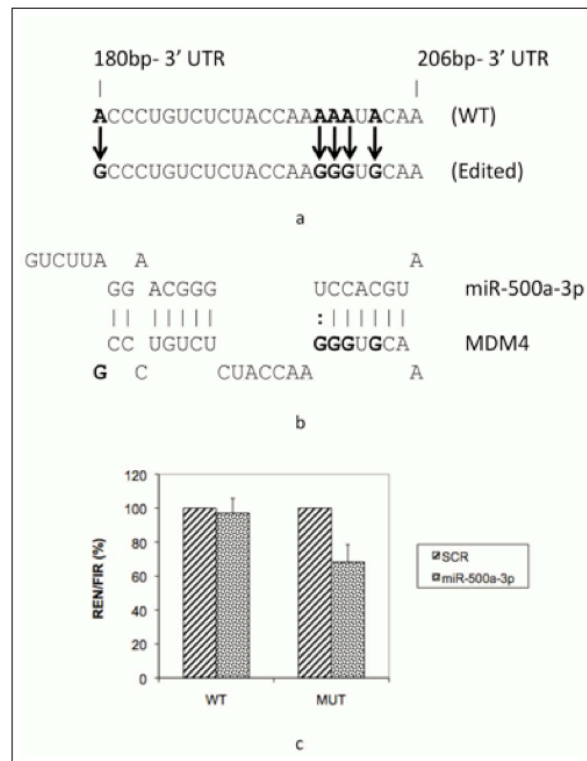 180bp- 3' UTR 206bp- 3' UTR
ACCCUGUCUCUACCAAAAAUACAA (WT)
GCCCUGUCUCUACCAAGGGUGCAA (Edited)
a
GUCUUA A A
GG ACGGG UCCACGU miR-500a-3p
CC UGUCU GGGUGCA MDM4
G C CUACCAA A
b
120
100
80
60
40
20
0
REN/FIR (%)
WT MUT
SCR
miR-500a-3p
c